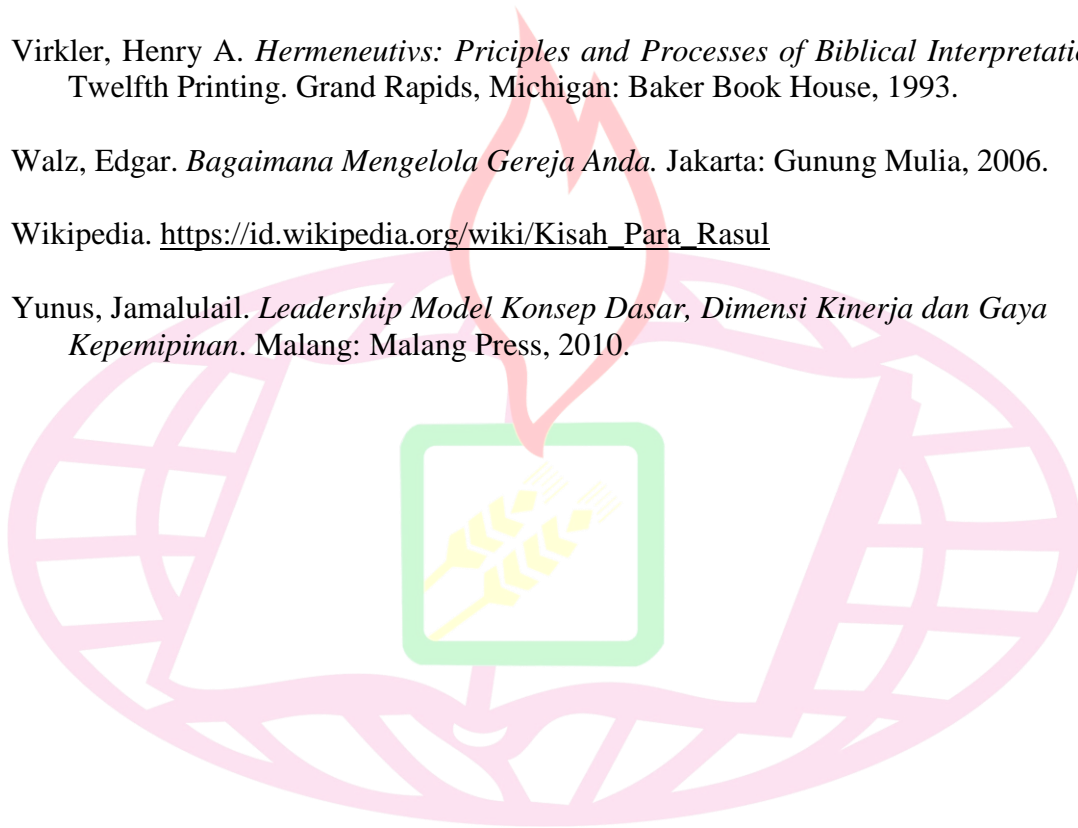 Virkler, Henry A. Hermeneutivs: Priciples and Processes of Biblical Interpretatio
Twelfth Printing. Grand Rapids, Michigan: Baker Book House, 1993.
Walz, Edgar. Bagaimana Mengelola Gereja Anda. Jakarta: Gunung Mulia, 2006.
Wikipedia. https://id.wikipedia.org/wiki/Kisah_Para_Rasul
Yunus, Jamalulail. Leadership Model Konsep Dasar, Dimensi Kinerja dan Gaya
Kepemipinan. Malang: Malang Press, 2010.